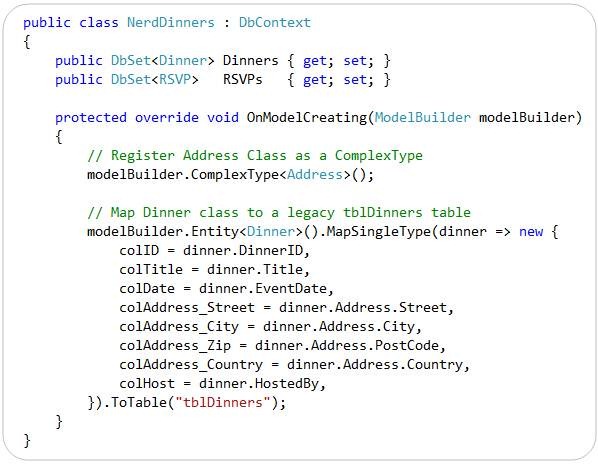 public class NerdDinners : DbContext
{
    public DbSet<Dinner> Dinners { get; set; }
    public DbSet<RSVP>   RSVPs   { get; set; }

    protected override void OnModelCreating(ModelBuilder modelBuilder)
    {
        // Register Address Class as a ComplexType
        modelBuilder.ComplexType<Address>();

        // Map Dinner class to a legacy tblDinners table
        modelBuilder.Entity<Dinner>().MapSingleType(dinner => new {
            colID = dinner.DinnerID,
            colTitle = dinner.Title,
            colDate = dinner.EventDate,
            colAddress_Street = dinner.Address.Street,
            colAddress_City = dinner.Address.City,
            colAddress_Zip = dinner.Address.PostCode,
            colAddress_Country = dinner.Address.Country,
            colHost = dinner.HostedBy,
        }).ToTable("tblDinners");
    }
}